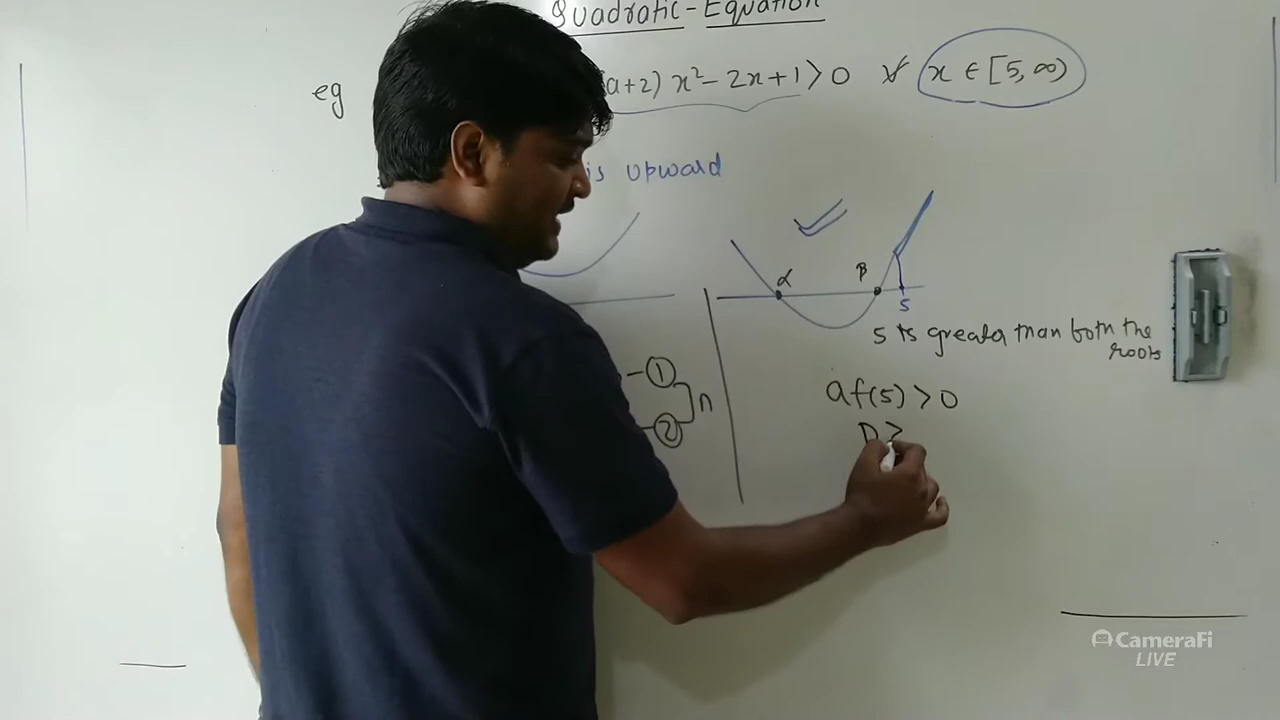 Quadratic-Equation
eg (a+2) x²-2x+1>0 ∀ x ∈ [5, ∞)
is upward
α β
5
5 is greater than both the
roots
- ①
n
- ②
af(5) > 0
D ≥
CameraFi
LIVE